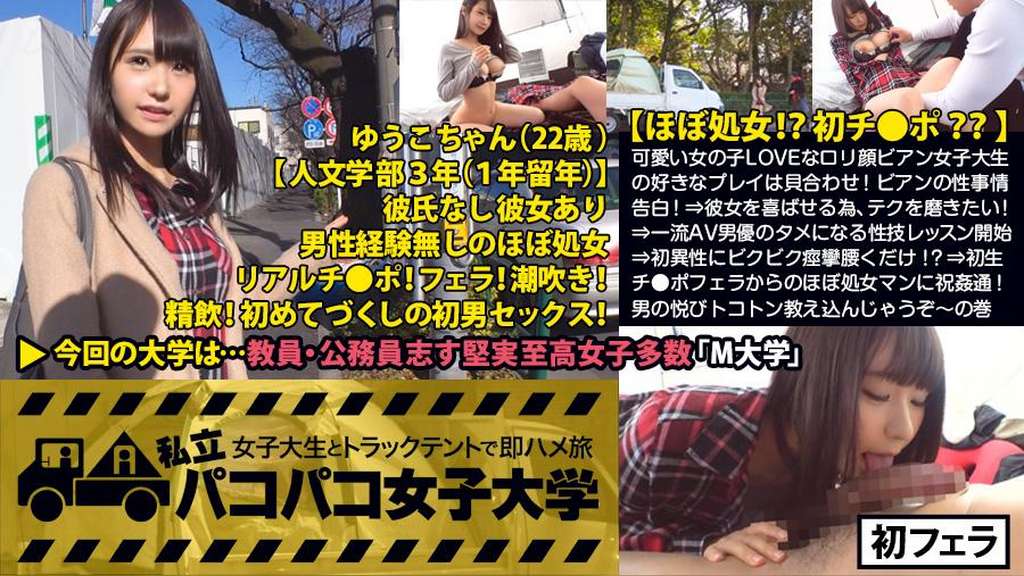 ゆうこちゃん(22歳)
【人文学部3年(1年留年)】
彼氏なし彼女あり
男性経験無しのほぼ処女
リアルチ●ポ!フェラ!潮吹き!
精飲!初めてづくしの初男セックス!
【ほぼ処女!?初チ●ポ??】
可愛い女の子LOVEなロリ顔ビアン女子大生
の好きなプレイは貝合わせ!ビアンの性事情
告白!⇒彼女を喜ばせる為、テクを磨きたい!
⇒一流AV男優のタメになる性技レッスン開始
⇒初異性にビクビク痙攣腰くだけ!?⇒初生
チ●ポフェラからのほぼ処女マンに祝姦通!
男の悦びトコトン教え込んじゃうぞ～の巻
▶今回の大学は…教員・公務員志す堅実至高女子多数「M大学」
私立 女子大生とトラックテントで即ハメ旅
パコパコ女子大学
初フェラ